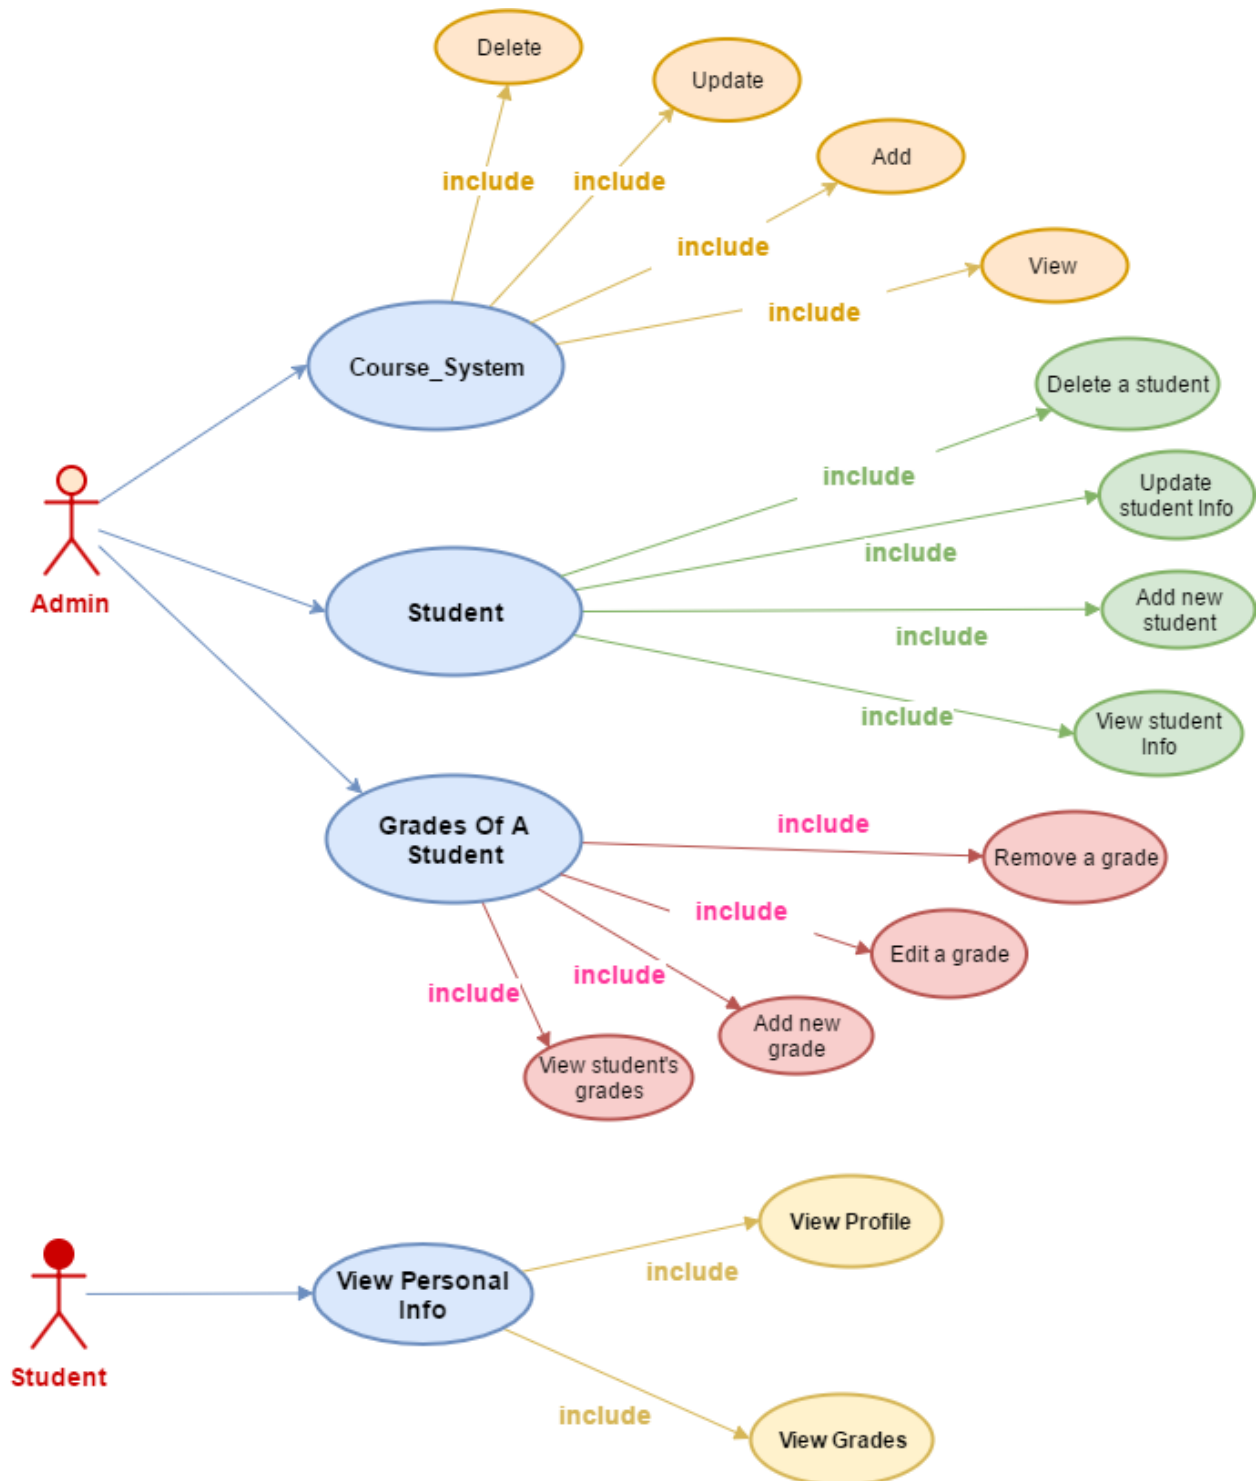 Delete
Update
Add
include
include
include
View
include
Course_System
Delete a student
include
Update
student Info
include
Admin
Student
Add new
student
include
include
View student
Info
Grades Of A
Student
include
Remove a grade
include
Edit a grade
include
include
Add new
grade
View student's
grades
View Profile
include
View Personal
Info
Student
include
View Grades